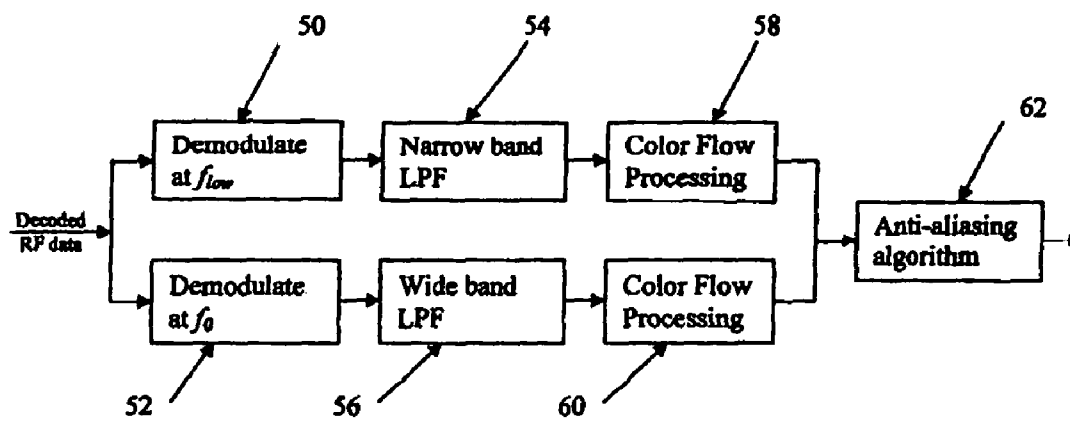 50
54
58
62
Demodulate
at f_low
Narrow band
LPF
Color Flow
Processing
Decoded
RF data
Anti-aliasing
algorithm
Demodulate
at f_0
Wide band
LPF
Color Flow
Processing
52
56
60